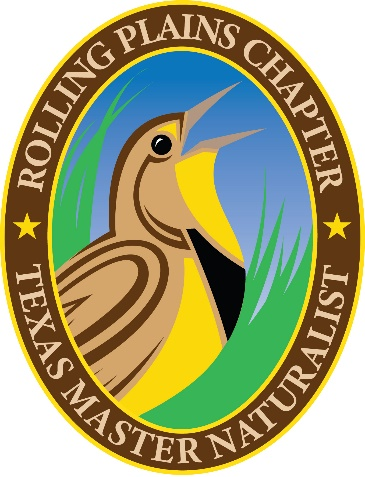 ROLLING PLAINS CHAPTER
TEXAS MASTER NATURALIST